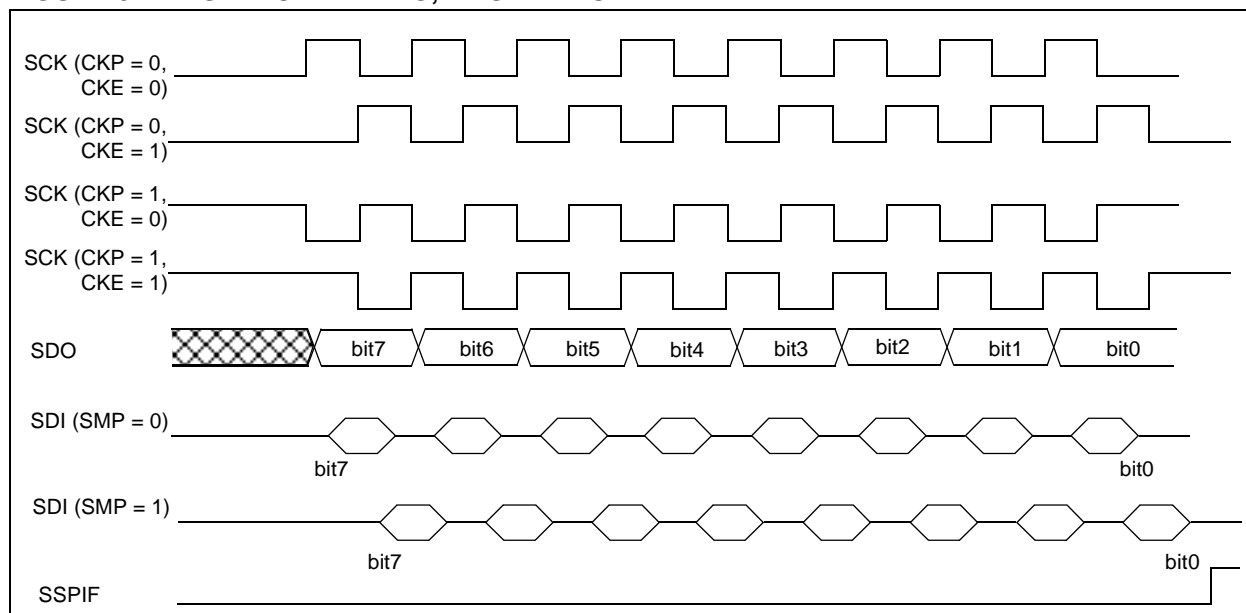 SCK (CKP = 0,
CKE = 0)
SCK (CKP = 0,
CKE = 1)
SCK (CKP = 1,
CKE = 0)
SCK (CKP = 1,
CKE = 1)
SDO
bit7 bit6 bit5 bit4 bit3 bit2 bit1 bit0
SDI (SMP = 0)
bit7 bit0
SDI (SMP = 1)
bit7 bit0
SSPIF